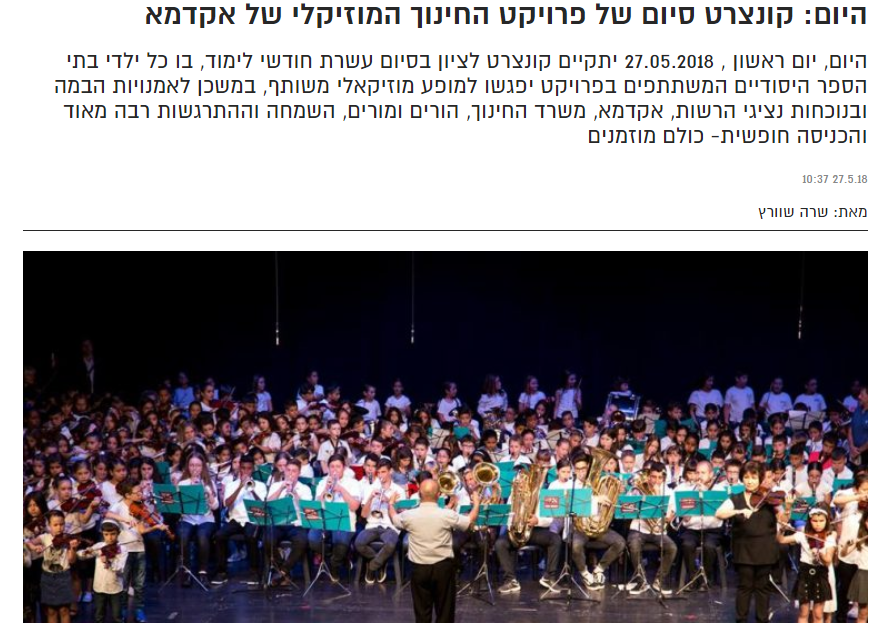 היום: קונצרט סיום של פרויקט החינוך המוזיקלי של אקדמא
היום, יום ראשון , 27.05.2018 יתקיים קונצרט לציון בסיום עשרת חודשי לימוד, בו כל ילדי בתי
הספר היסודיים המשתתפים בפרויקט יפגשו למופע מוזיקאלי משותף, במשכן לאמנויות הבמה
ובנוכחות נציגי הרשות, אקדמא, משרד החינוך, הורים ומורים, השמחה וההתרגשות רבה מאוד
והכניסה חופשית- כולם מוזמנים
27.5.18 10:37
מאת: שרה שוורץ